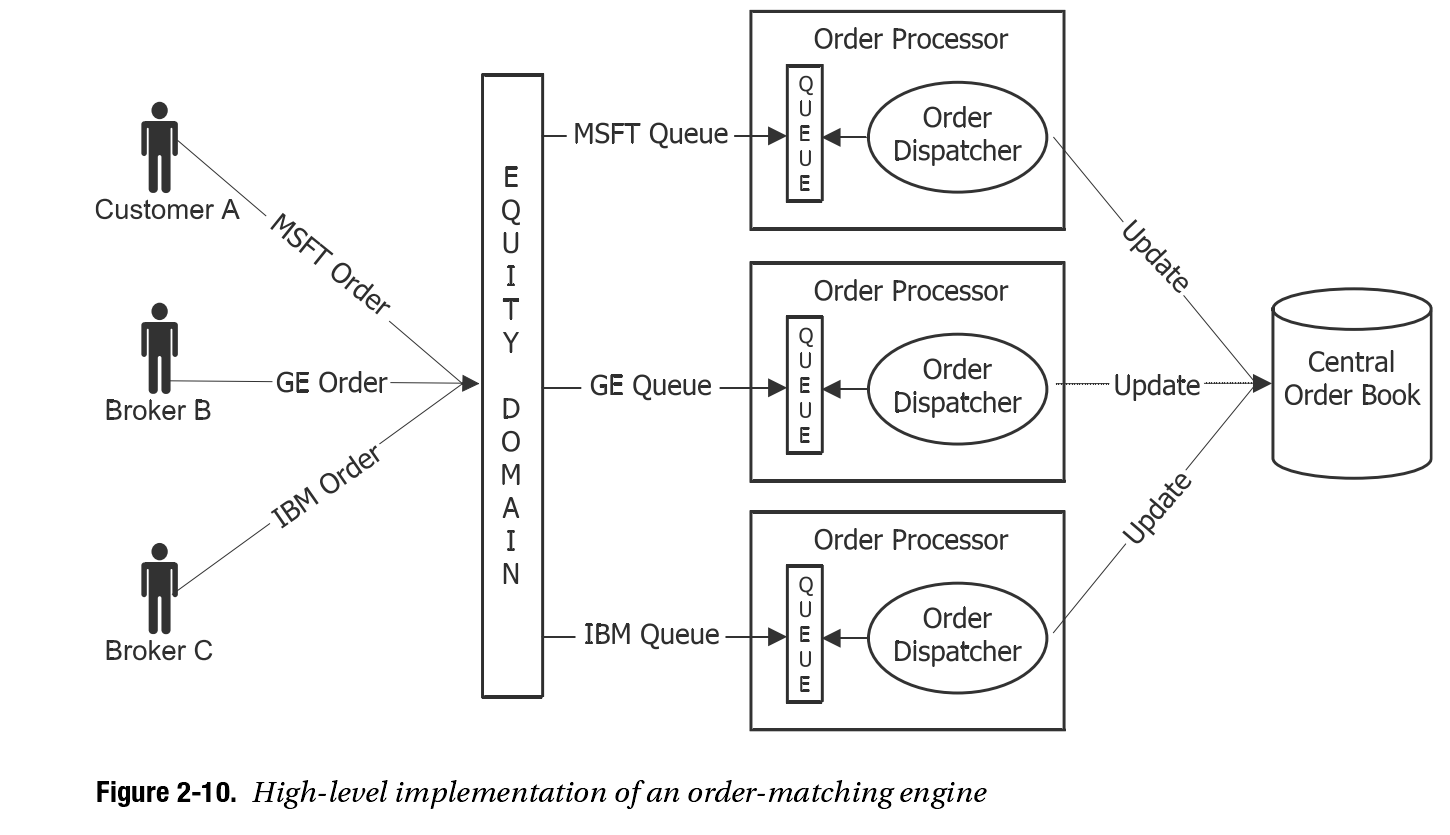 Order Processor
QUEUE
Order
Dispatcher
MSFT Queue
Customer A
MSFT Order
EQUITY DOMAIN
Update
Order Processor
QUEUE
Order
Dispatcher
GE Queue
Broker B
GE Order
Update
Central
Order Book
IBM Order
Update
Order Processor
QUEUE
Order
Dispatcher
IBM Queue
Broker C
Figure 2-10. High-level implementation of an order-matching engine